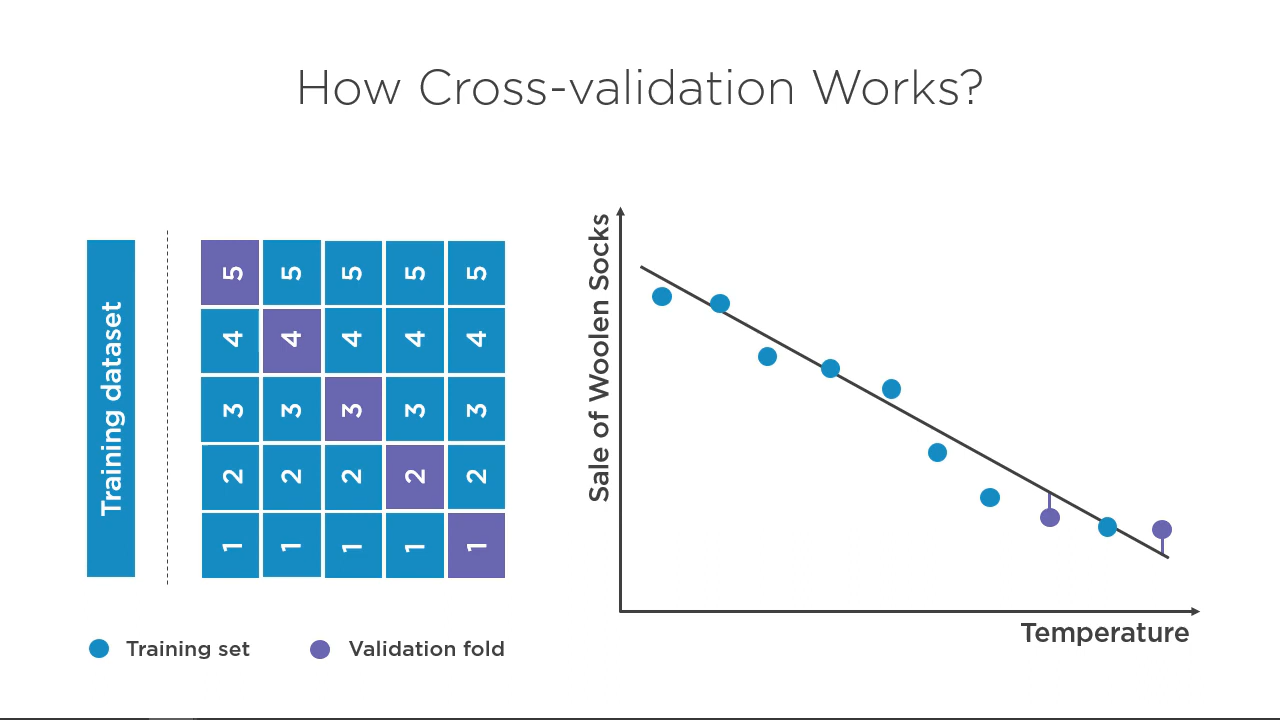 How Cross-validation Works?
Training dataset
5 5 5 5 5
4 4 4 4 4
3 3 3 3 3
2 2 2 2 2
1 1 1 1 1
Training set
Validation fold
Sale of Woolen Socks
Temperature